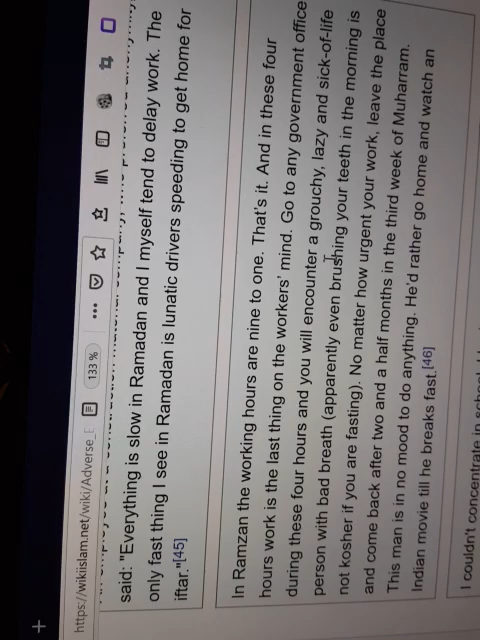 https://wikiislam.net/wiki/Adverse_E
133 %
said: "Everything is slow in Ramadan and I myself tend to delay work. The
only fast thing I see in Ramadan is lunatic drivers speeding to get home for
iftar."[45]
In Ramzan the working hours are nine to one. That's it. And in these four
hours work is the last thing on the workers' mind. Go to any government office
during these four hours and you will encounter a grouchy, lazy and sick-of-life
person with bad breath (apparently even brushing your teeth in the morning is
not kosher if you are fasting). No matter how urgent your work, leave the place
and come back after two and a half months in the third week of Muharram.
This man is in no mood to do anything. He'd rather go home and watch an
Indian movie till he breaks fast.[46]
I couldn't concentrate in school.